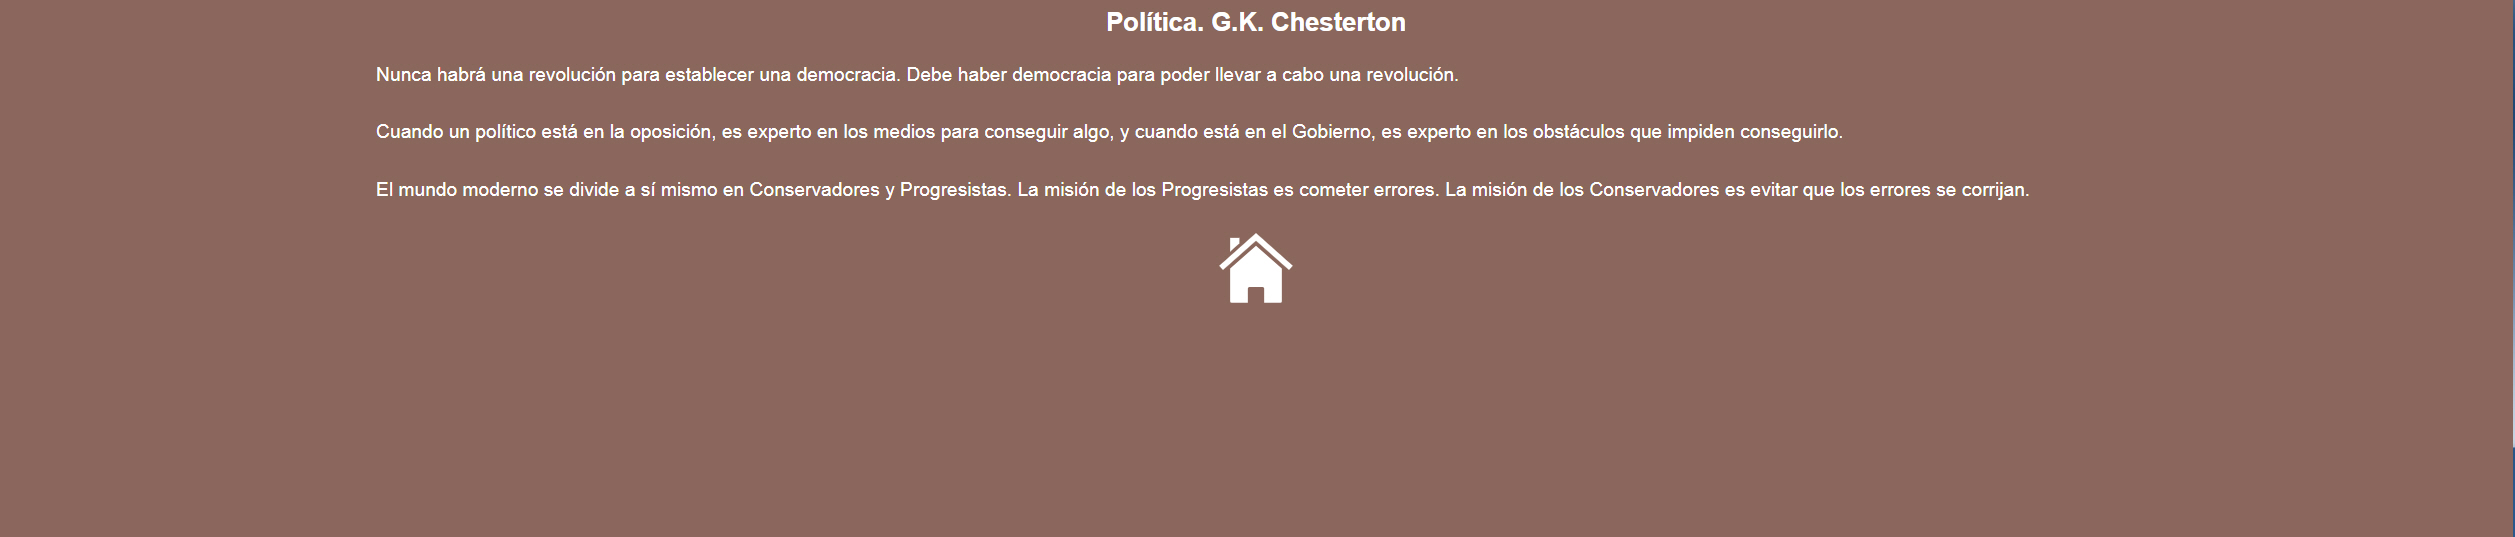 Política. G.K. Chesterton
Nunca habrá una revolución para establecer una democracia. Debe haber democracia para poder llevar a cabo una revolución.
Cuando un político está en la oposición, es experto en los medios para conseguir algo, y cuando está en el Gobierno, es experto en los obstáculos que impiden conseguirlo.
El mundo moderno se divide a sí mismo en Conservadores y Progresistas. La misión de los Progresistas es cometer errores. La misión de los Conservadores es evitar que los errores se corrijan.